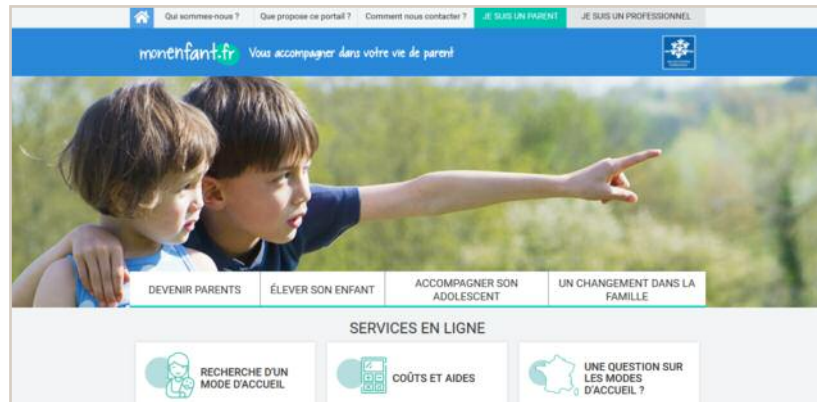 Qui sommes-nous ? Que propose ce portail ? Comment nous contacter ? JE SUIS UN PARENT JE SUIS UN PROFESSIONNEL
monenfant.fr Vous accompagner dans votre vie de parent
DEVENIR PARENTS ÉLEVER SON ENFANT ACCOMPAGNER SON ADOLESCENT UN CHANGEMENT DANS LA FAMILLE
SERVICES EN LIGNE
RECHERCHE D'UN
MODE D'ACCUEIL
COÛTS ET AIDES
UNE QUESTION SUR
LES MODES
D'ACCUEIL ?